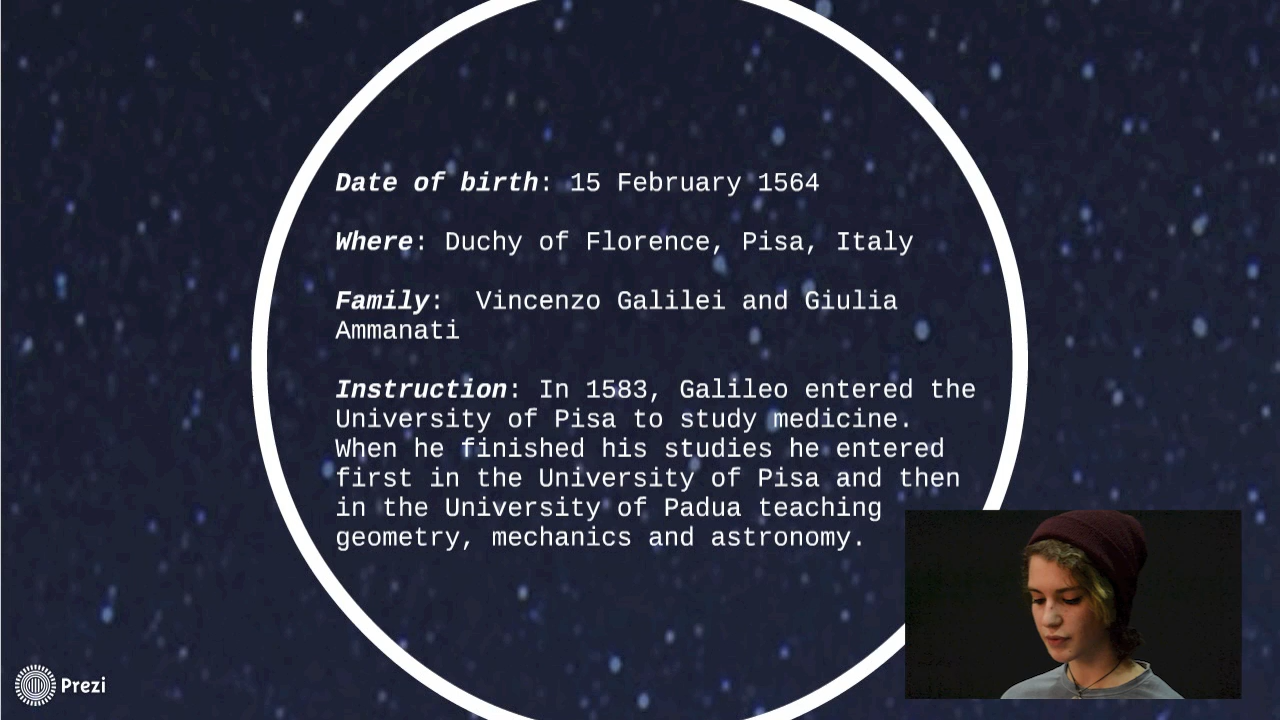 Date of birth: 15 February 1564
Where: Duchy of Florence, Pisa, Italy
Family: Vincenzo Galilei and Giulia
Ammanati
Instruction: In 1583, Galileo entered the
University of Pisa to study medicine.
When he finished his studies he entered
first in the University of Pisa and then
in the University of Padua teaching
geometry, mechanics and astronomy.
Prezi